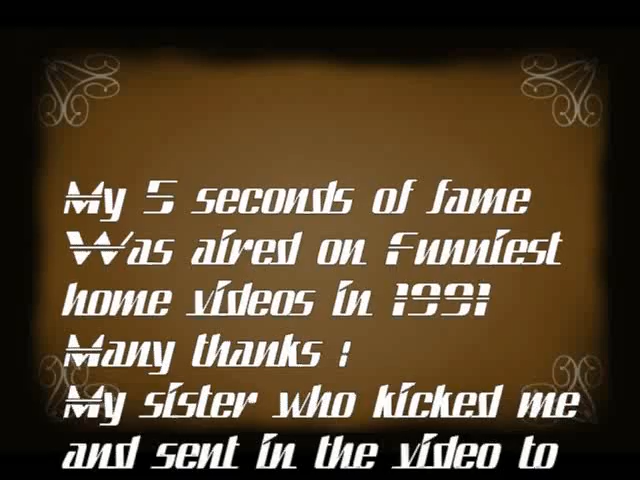 My 5 seconds of fame
Was aired on Funniest
home videos in 1991
Many thanks :
My sister who kicked me
and sent in the video to